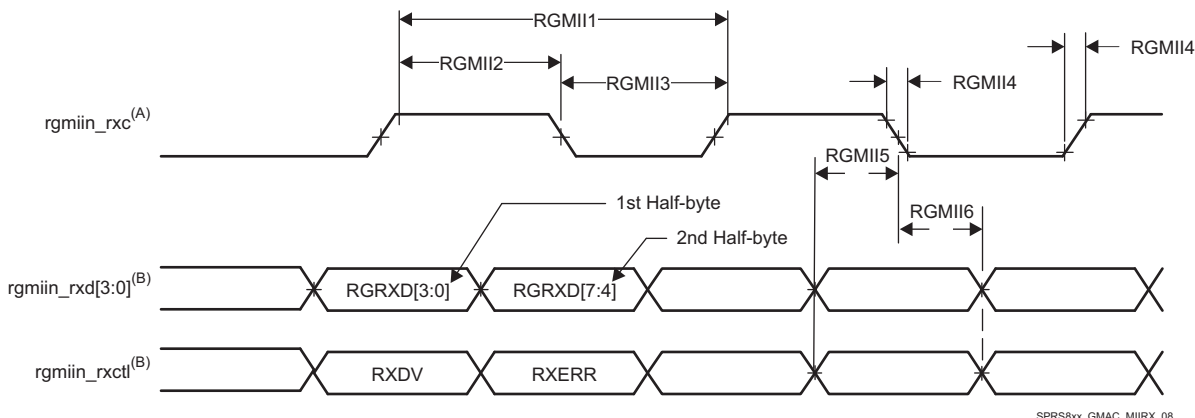 RGMII1
RGMII4
RGMII2
RGMII4
RGMII3
rgmiin_rxc(A)
RGMII5
1st Half-byte
RGMII6
2nd Half-byte
rgmiin_rxd[3:0](B)
RGRXD[3:0]
RGRXD[7:4]
rgmiin_rxctl(B)
RXDV
RXERR
SPRS8xx_GMAC_MIIRX_08